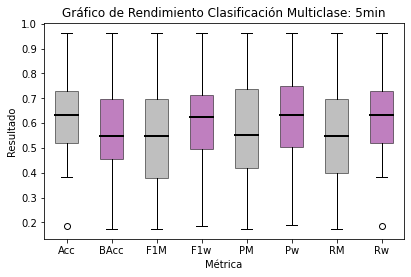 Gráfico de Rendimiento Clasificación Multiclase: 5min
1.0
0.9
0.8
0.7
0.6
0.5
0.4
0.3
0.2
Resultado
Acc BAcc F1M F1w PM Pw RM Rw
Métrica